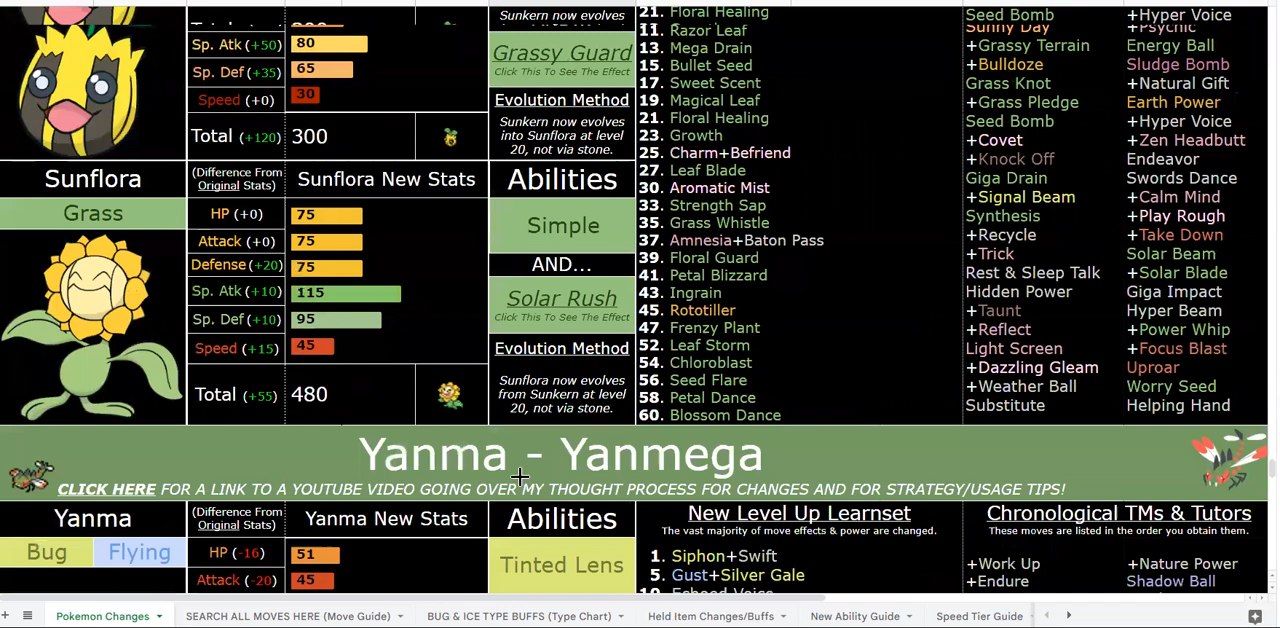 Sunkern now evolves
Sp. Atk (+50) 80
Sp. Def (+35) 65
Speed (+0) 30
Total (+120) 300
Grassy Guard
Click This To See The Effect
Evolution Method
Sunkern now evolves
into Sunflora at level
20, not via stone.
Sunflora
Grass
(Difference From
Original Stats)
Sunflora New Stats
HP (+0) 75
Attack (+0) 75
Defense (+20) 75
Sp. Atk (+10) 115
Sp. Def (+10) 95
Speed (+15) 45
Total (+55) 480
Abilities
Simple
AND...
Solar Rush
Click This To See The Effect
Evolution Method
Sunflora now evolves
from Sunkern at level
20, not via stone.
21. Floral Healing
11. Razor Leaf
13. Mega Drain
15. Bullet Seed
17. Sweet Scent
19. Magical Leaf
21. Floral Healing
23. Growth
25. Charm+Befriend
27. Leaf Blade
30. Aromatic Mist
33. Strength Sap
35. Grass Whistle
37. Amnesia+Baton Pass
39. Floral Guard
41. Petal Blizzard
43. Ingrain
45. Rototiller
47. Frenzy Plant
52. Leaf Storm
54. Chloroblast
56. Seed Flare
58. Petal Dance
60. Blossom Dance
Seed Bomb
Sunny Day
+Grassy Terrain
+Bulldoze
Grass Knot
+Grass Pledge
Seed Bomb
+Covet
+Knock Off
Giga Drain
+Signal Beam
Synthesis
+Recycle
+Trick
Rest & Sleep Talk
Hidden Power
+Taunt
+Reflect
Light Screen
+Dazzling Gleam
+Weather Ball
Substitute
+Hyper Voice
+Psychic
Energy Ball
Sludge Bomb
+Natural Gift
Earth Power
+Hyper Voice
+Zen Headbutt
Endeavor
Swords Dance
+Calm Mind
+Play Rough
+Take Down
Solar Beam
+Solar Blade
Giga Impact
Hyper Beam
+Power Whip
+Focus Blast
Uproar
Worry Seed
Helping Hand
Yanma - Yanmega
CLICK HERE FOR A LINK TO A YOUTUBE VIDEO GOING OVER MY THOUGHT PROCESS FOR CHANGES AND FOR STRATEGY/USAGE TIPS!
Yanma
Bug Flying
(Difference From
Original Stats)
Yanma New Stats
HP (-16) 51
Attack (-20) 45
Abilities
Tinted Lens
New Level Up Learnset
The vast majority of move effects & power are changed.
1. Siphon+Swift
5. Gust+Silver Gale
Chronological TMs & Tutors
These moves are listed in the order you obtain them.
+Work Up
+Endure
+Nature Power
Shadow Ball
+ Pokemon Changes SEARCH ALL MOVES HERE (Move Guide) BUG & ICE TYPE BUFFS (Type Chart) Held Item Changes/Buffs New Ability Guide Speed Tier Guide